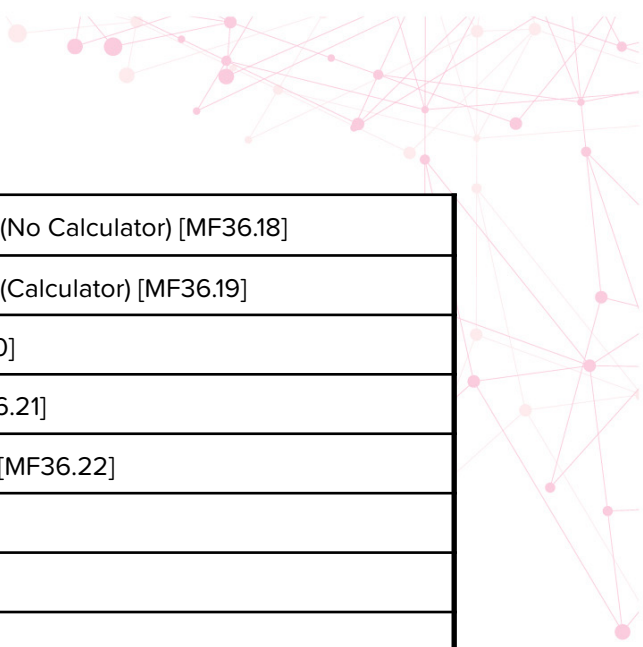 (No Calculator) [MF36.18]
(Calculator) [MF36.19]
0]
6.21]
[MF36.22]